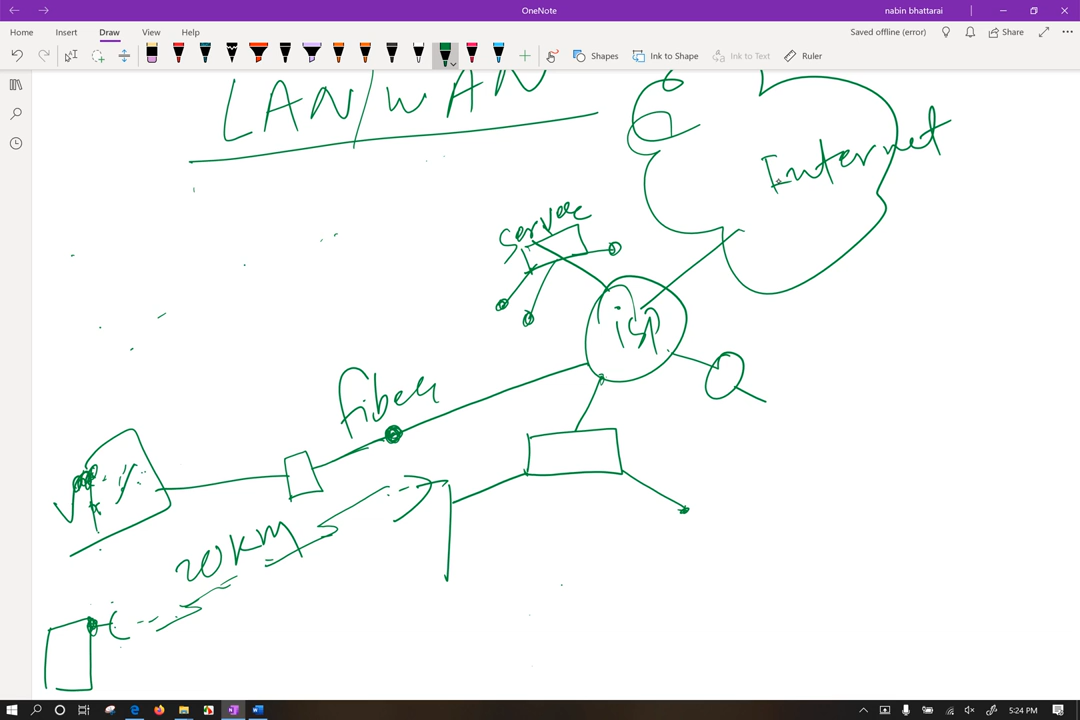 OneNote
nabin bhattarai
Home Insert Draw View Help
Saved offline (error)
Share
Shapes
Ink to Shape
Ink to Text
Ruler
LAN/WAN
Internet
server
isp
fiber
20KM
5:24 PM